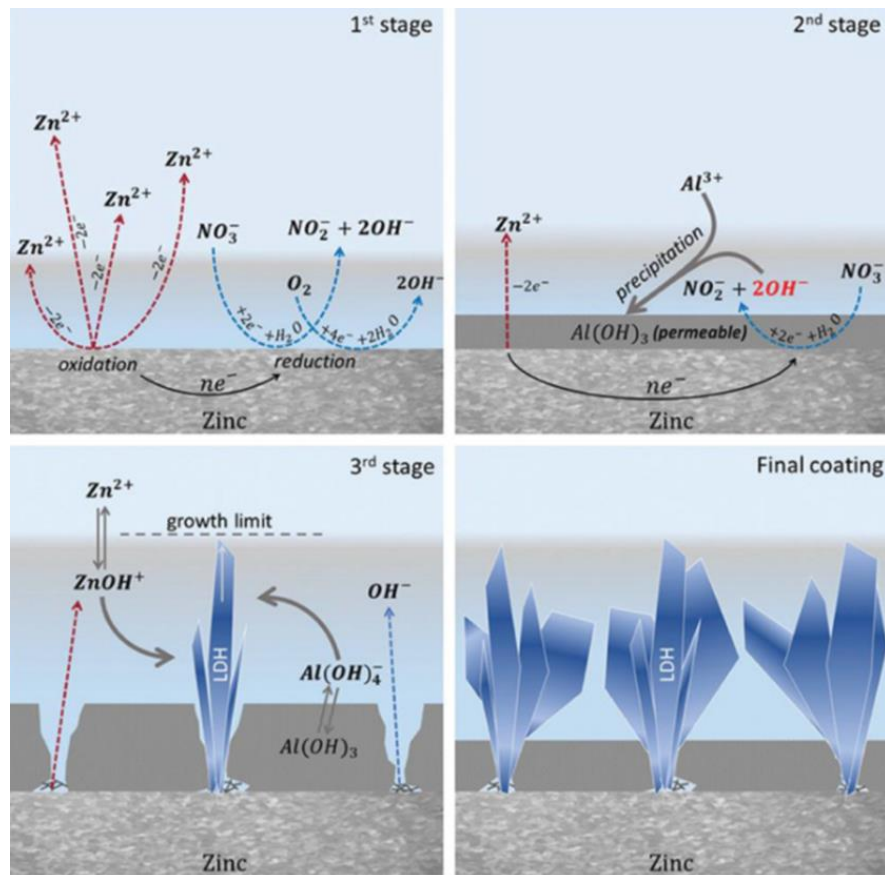 1st stage
Zn2+
Zn2+
Zn2+
Zn2+
−2e−
−2e−
−2e−
−2e−
NO3−
NO2− + 2OH−
O2
2OH−
+2e− +H2O
+4e− +2H2O
oxidation
reduction
ne−
Zinc
2nd stage
Al3+
Zn2+
precipitation
NO3−
−2e−
NO2− + 2OH−
Al(OH)3 (permeable)
+2e− +H2O
ne−
Zinc
3rd stage
Zn2+
growth limit
ZnOH+
OH−
LDH
Al(OH)4−
Al(OH)3
Zinc
Final coating
LDH
Zinc